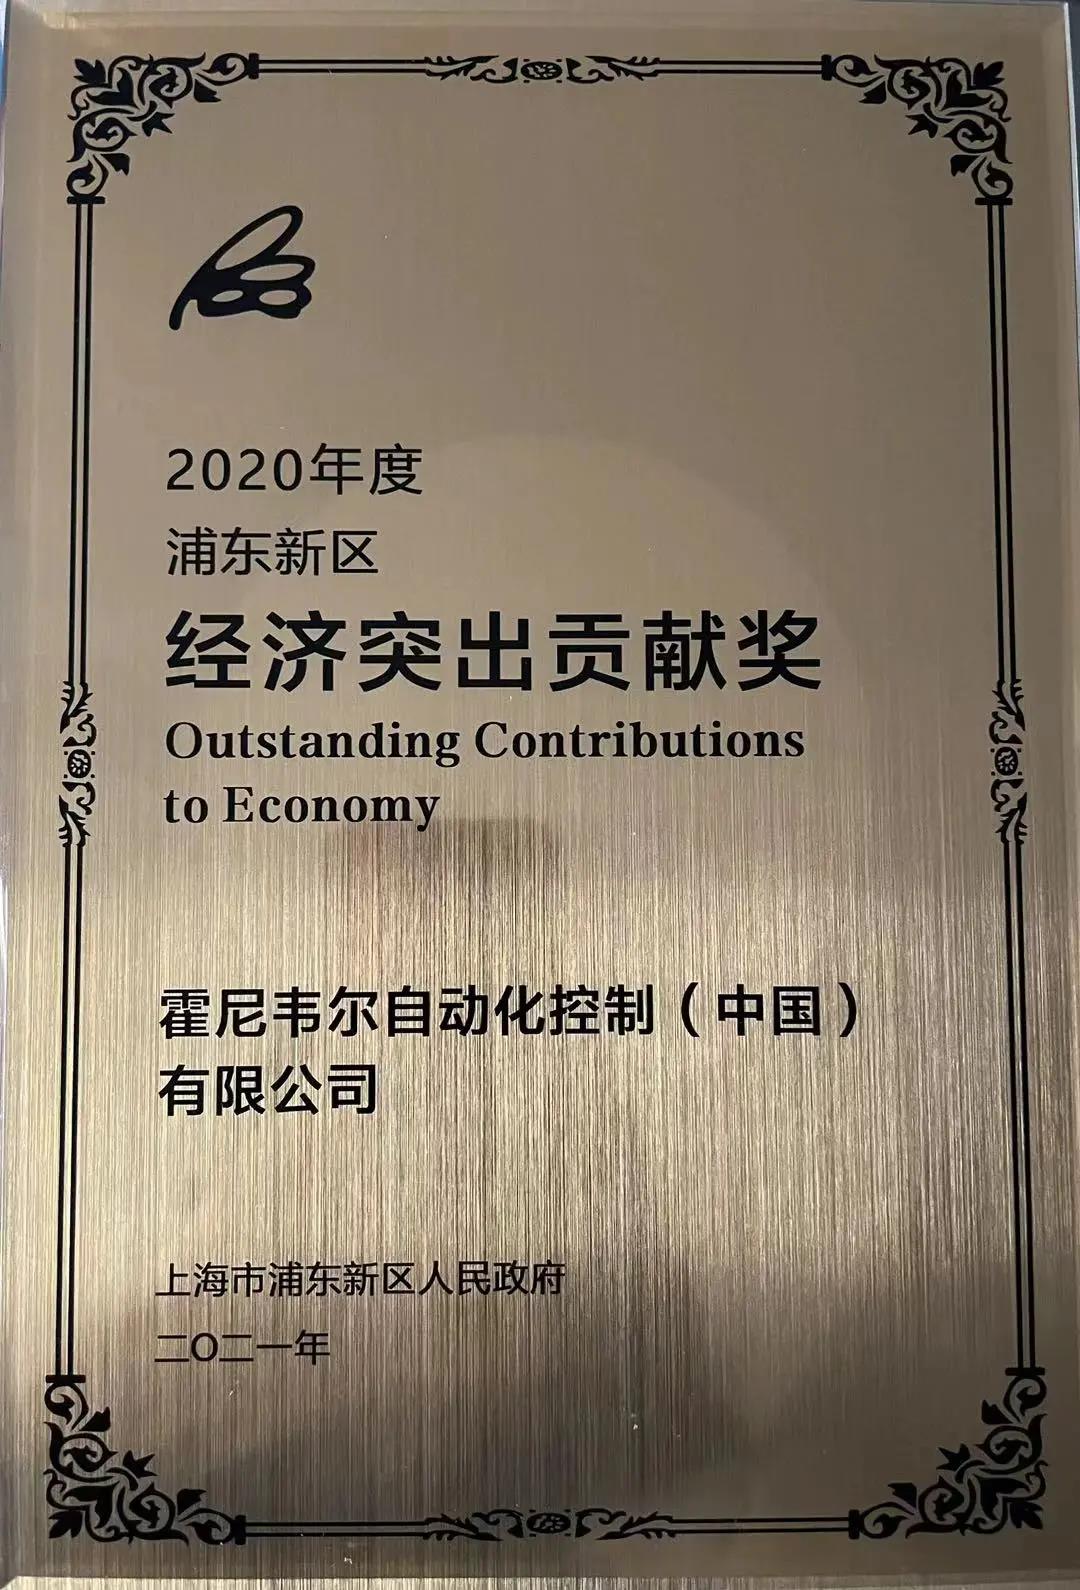 2020年度
浦东新区
经济突出贡献奖
Outstanding Contributions
to Economy
霍尼韦尔自动化控制（中国）
有限公司
上海市浦东新区人民政府
二〇二一年